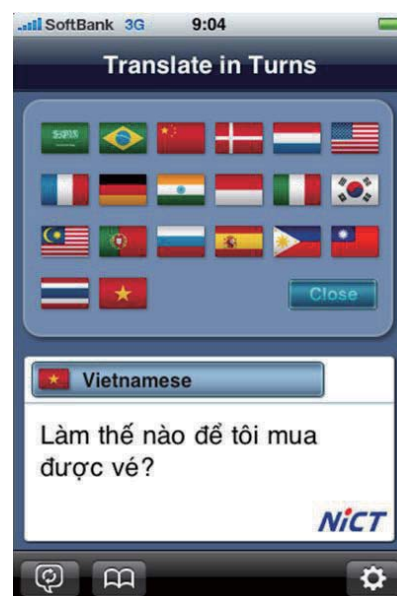 SoftBank 3G 9:04
Translate in Turns
Close
Vietnamese
Làm thế nào để tôi mua
được vé?
NiCT